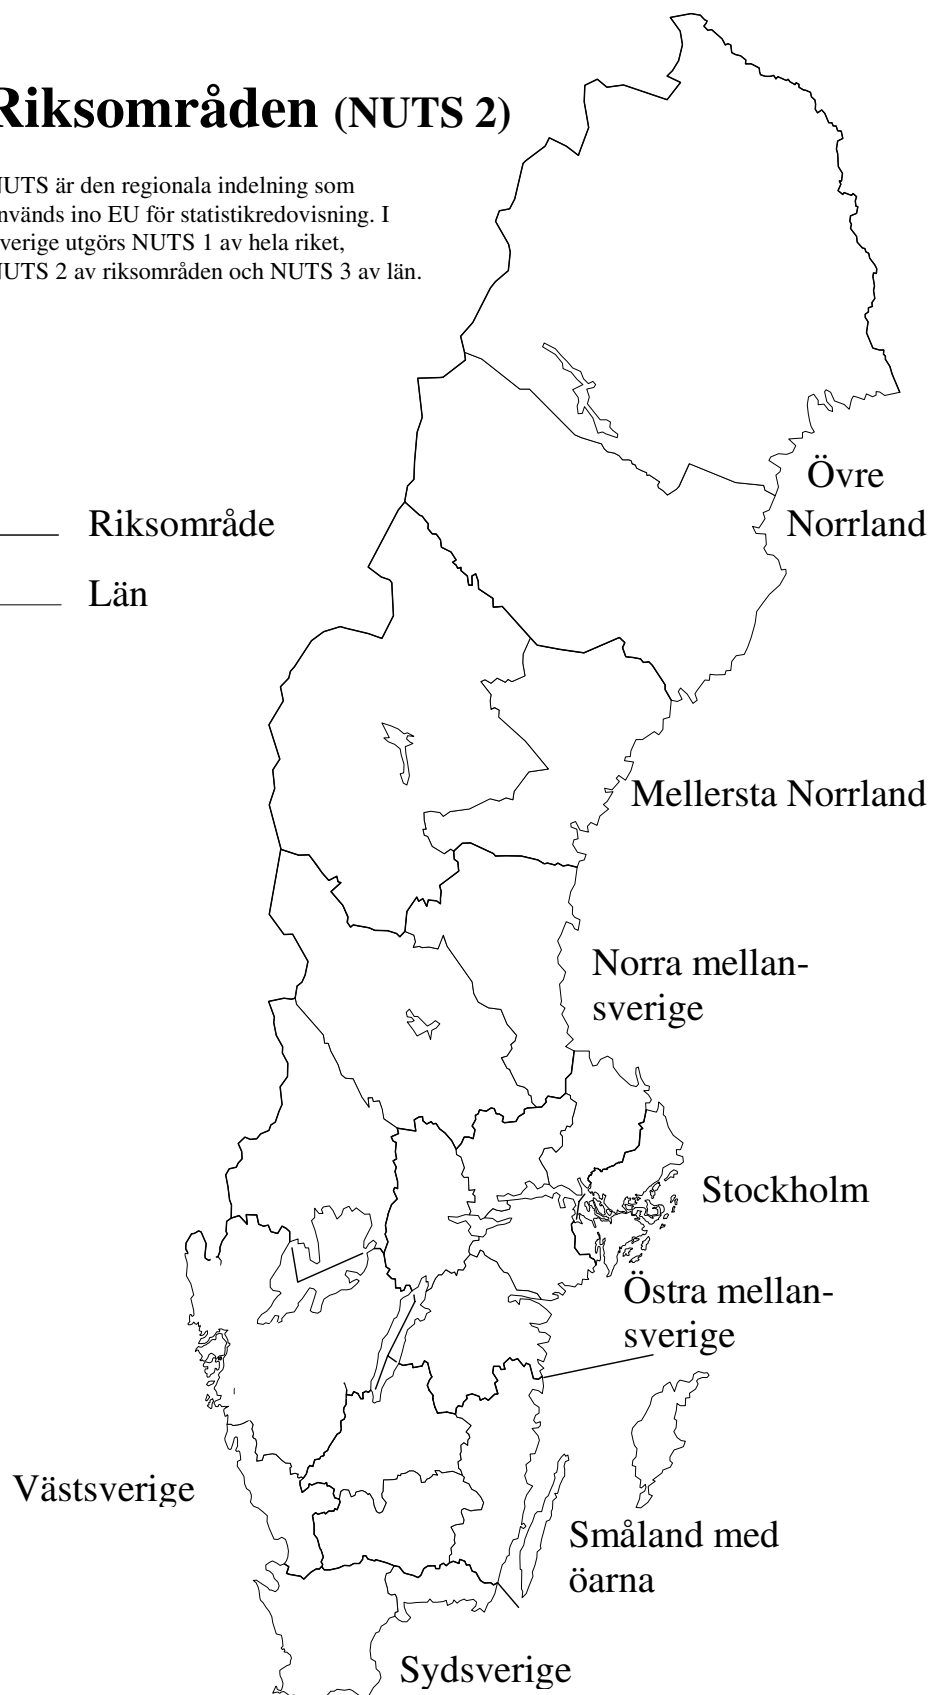 Riksområden (NUTS 2)
NUTS är den regionala indelning som
nvänds ino EU för statistikredovisning. I
verige utgörs NUTS 1 av hela riket,
NUTS 2 av riksområden och NUTS 3 av län.
Övre
Norrland
Riksområde
Län
Mellersta Norrland
Norra mellan-
sverige
Stockholm
Östra mellan-
sverige
Västsverige
Småland med
öarna
Sydsverige